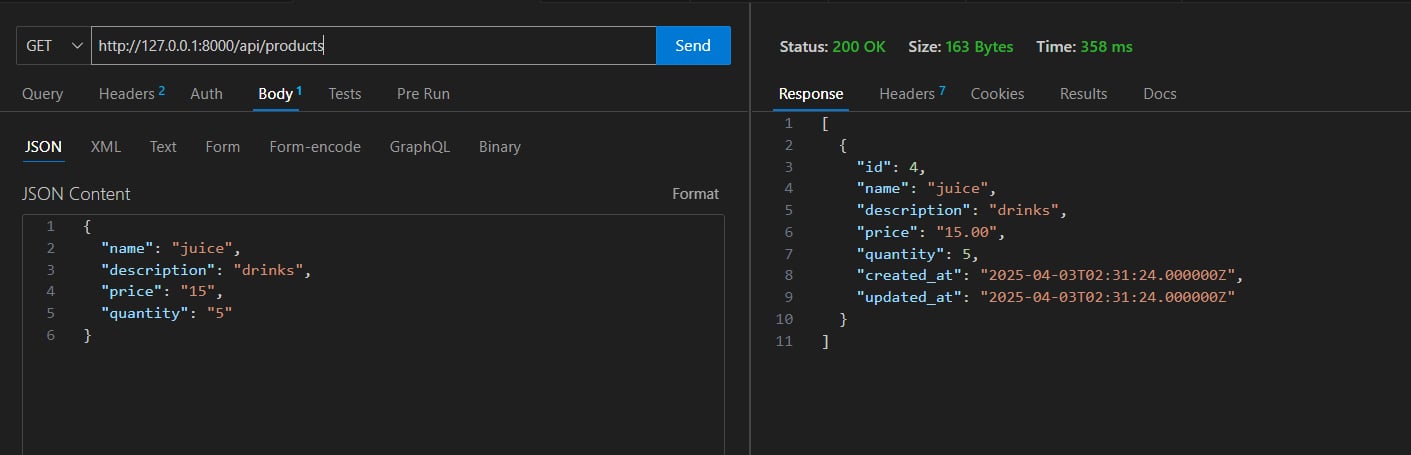 GET http://127.0.0.1:8000/api/products Send
Query Headers 2 Auth Body 1 Tests Pre Run
JSON XML Text Form Form-encode GraphQL Binary
JSON Content Format
1 {
2 "name": "juice",
3 "description": "drinks",
4 "price": "15",
5 "quantity": "5"
6 }
Status: 200 OK Size: 163 Bytes Time: 358 ms
Response Headers 7 Cookies Results Docs
1 [
2 {
3 "id": 4,
4 "name": "juice",
5 "description": "drinks",
6 "price": "15.00",
7 "quantity": 5,
8 "created_at": "2025-04-03T02:31:24.000000Z",
9 "updated_at": "2025-04-03T02:31:24.000000Z"
10 }
11 ]